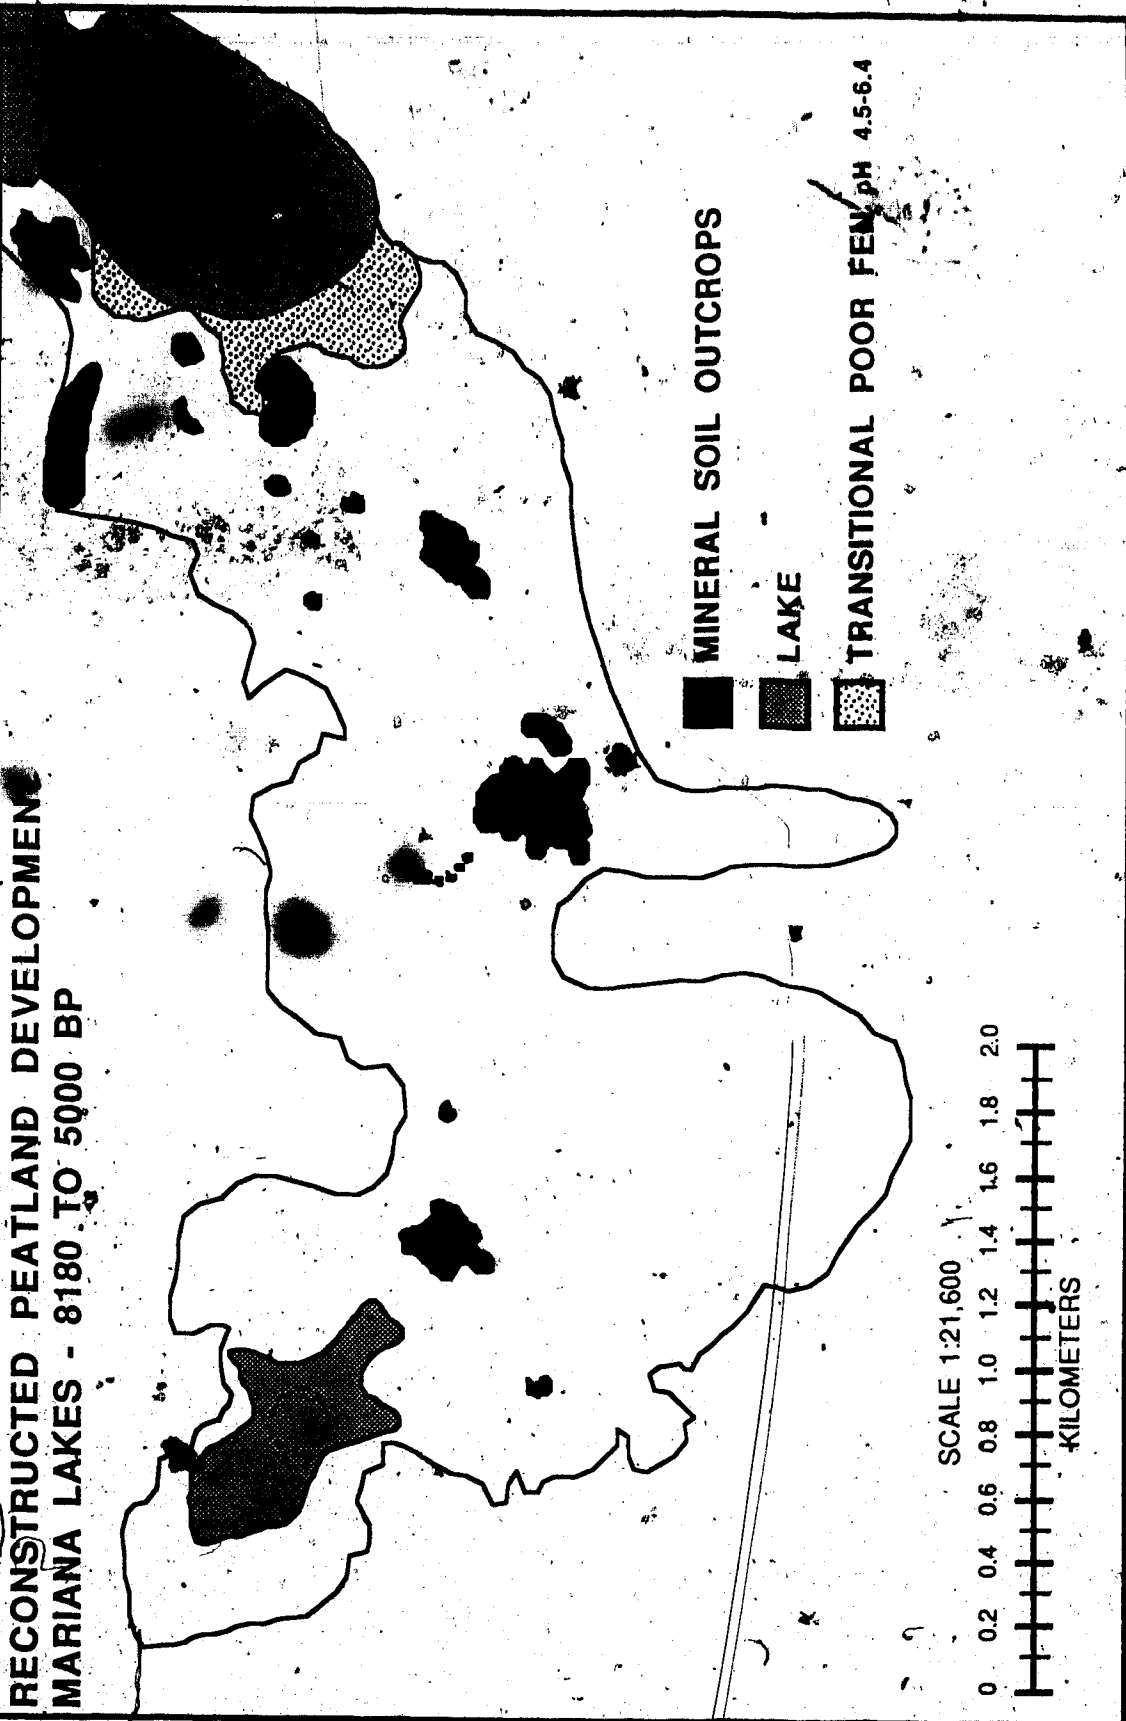 RECONSTRUCTED PEATLAND DEVELOPMEN
MARIANA LAKES - 8180 TO 5000 BP
MINERAL SOIL OUTCROPS
LAKE
TRANSITIONAL POOR FEN pH 4.5-6.4
SCALE 1:21,600
0 0.2 0.4 0.6 0.8 1.0 1.2 1.4 1.6 1.8 2.0
KILOMETERS